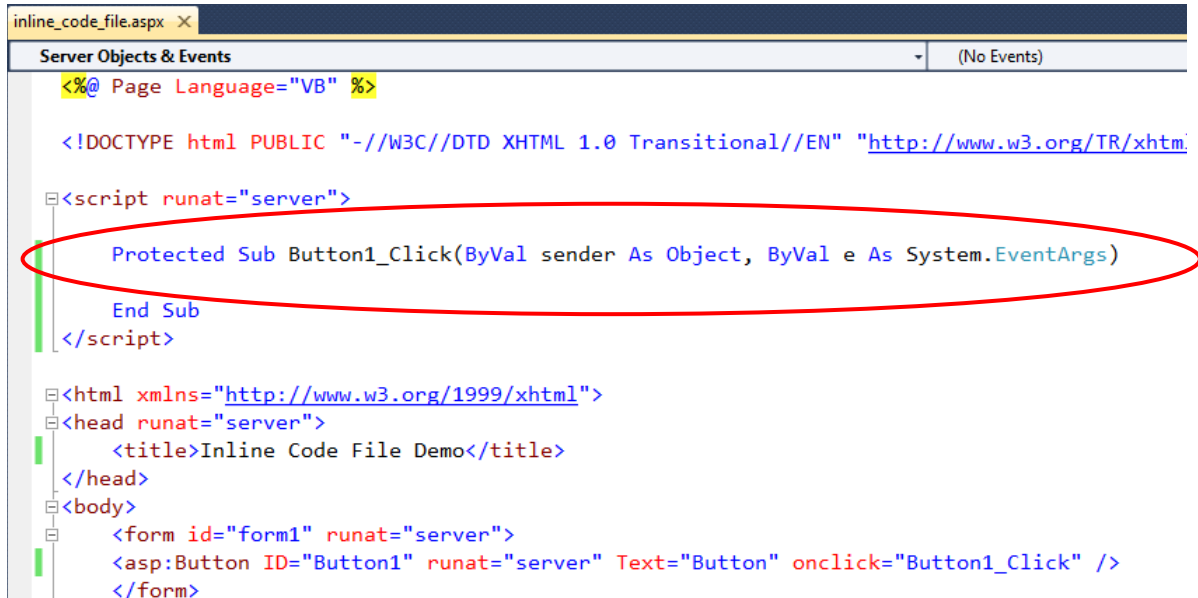 inline_code_file.aspx
Server Objects & Events (No Events)
<%@ Page Language="VB" %>
<!DOCTYPE html PUBLIC "-//W3C//DTD XHTML 1.0 Transitional//EN" "http://www.w3.org/TR/xhtml
<script runat="server">
Protected Sub Button1_Click(ByVal sender As Object, ByVal e As System.EventArgs)
End Sub
</script>
<html xmlns="http://www.w3.org/1999/xhtml">
<head runat="server">
<title>Inline Code File Demo</title>
</head>
<body>
<form id="form1" runat="server">
<asp:Button ID="Button1" runat="server" Text="Button" onclick="Button1_Click" />
</form>